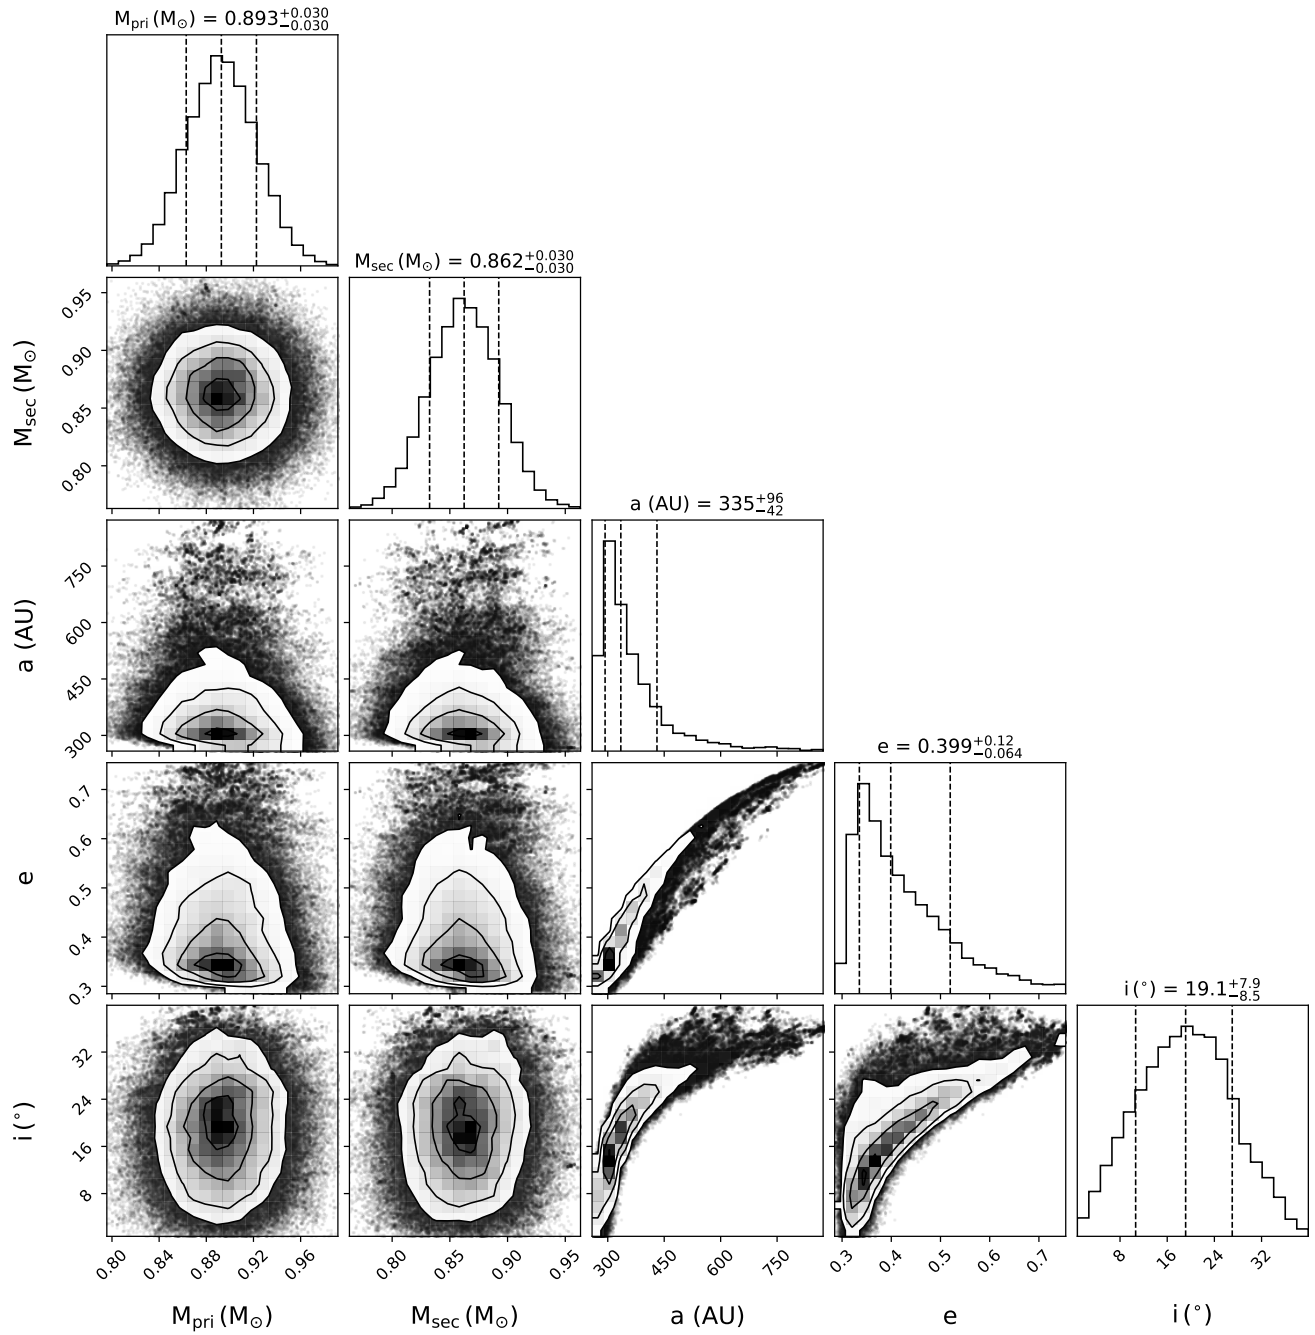 M_pri (M_⊙) = 0.893^{+0.030}_{−0.030}
M_sec (M_⊙) = 0.862^{+0.030}_{−0.030}
0.95
0.90
0.85
0.80
M_sec (M_⊙)
a (AU) = 335^{+96}_{−42}
750
600
450
300
a (AU)
e = 0.399^{+0.12}_{−0.064}
0.7
0.6
0.5
0.4
0.3
e
i (°) = 19.1^{+7.9}_{−8.5}
32
24
16
8
i (°)
0.80 0.84 0.88 0.92 0.96
0.80 0.85 0.90 0.95
300 450 600 750
0.3 0.4 0.5 0.6 0.7
8 16 24 32
M_pri (M_⊙) M_sec (M_⊙) a (AU) e i (°)